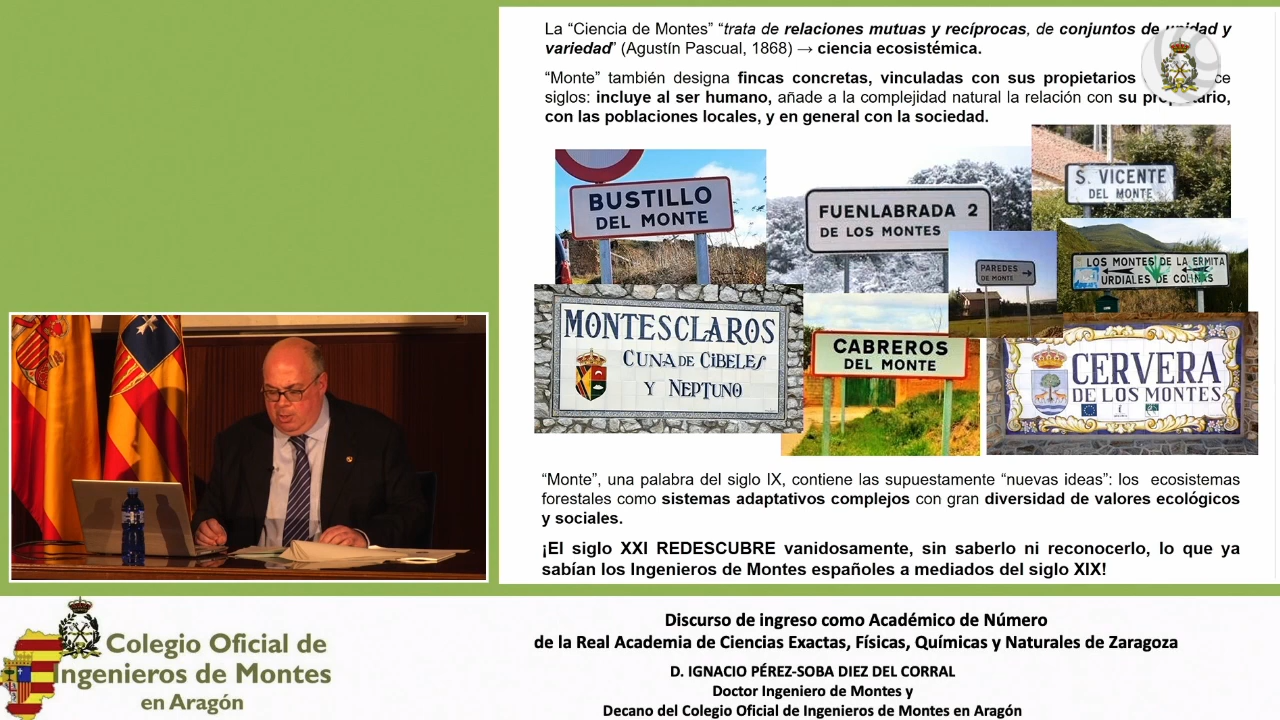 La “Ciencia de Montes” “trata de relaciones mutuas y recíprocas, de conjuntos de unidad y
variedad” (Agustín Pascual, 1868) → ciencia ecosistémica.
“Monte” también designa fincas concretas, vinculadas con sus propietarios
siglos: incluye al ser humano, añade a la complejidad natural la relación con su propietario,
con las poblaciones locales, y en general con la sociedad.
BUSTILLO
DEL MONTE
FUENLABRADA 2
DE LOS MONTES
S. VICENTE
DEL MONTE
PAREDES
DE MONTE
LOS MONTES DE LA ERMITA
URDIALES DE COLINAS
MONTESCLAROS
CUNA DE CIBELES
Y NEPTUNO
CABREROS
DEL MONTE
CERVERA
DE LOS MONTES
“Monte”, una palabra del siglo IX, contiene las supuestamente “nuevas ideas”: los ecosistemas
forestales como sistemas adaptativos complejos con gran diversidad de valores ecológicos
y sociales.
¡El siglo XXI REDESCUBRE vanidosamente, sin saberlo ni reconocerlo, lo que ya
sabían los Ingenieros de Montes españoles a mediados del siglo XIX!
Colegio Oficial de
Ingenieros de Montes
en Aragón
Discurso de ingreso como Académico de Número
de la Real Academia de Ciencias Exactas, Físicas, Químicas y Naturales de Zaragoza
D. IGNACIO PÉREZ-SOBA DIEZ DEL CORRAL
Doctor Ingeniero de Montes y
Decano del Colegio Oficial de Ingenieros de Montes en Aragón